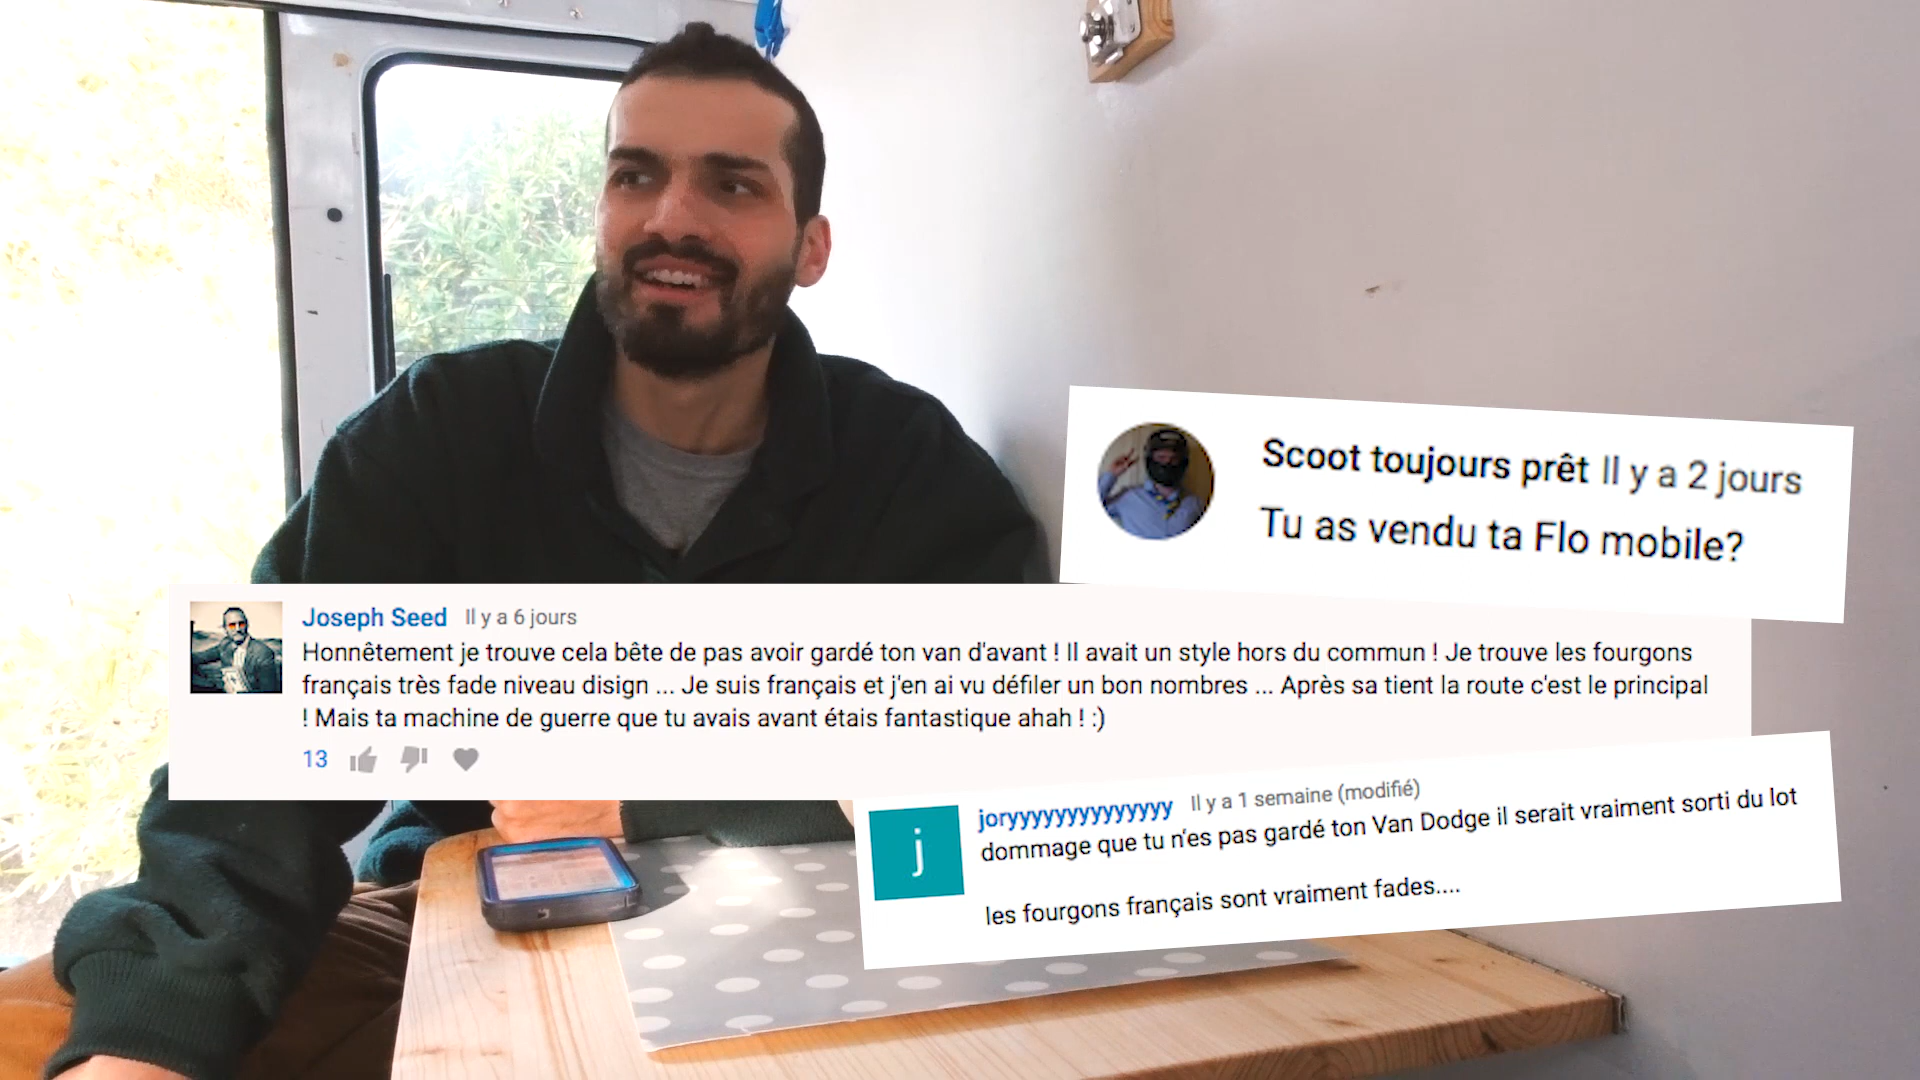 Scoot toujours prêt Il y a 2 jours
Tu as vendu ta Flo mobile?
Joseph Seed Il y a 6 jours
Honnêtement je trouve cela bête de pas avoir gardé ton van d'avant ! Il avait un style hors du commun ! Je trouve les fourgons
français très fade niveau disign ... Je suis français et j'en ai vu défiler un bon nombres ... Après sa tient la route c'est le principal
! Mais ta machine de guerre que tu avais avant étais fantastique ahah ! :)
13
j
joryyyyyyyyyyyyyyy Il y a 1 semaine (modifié)
dommage que tu n'es pas gardé ton Van Dodge il serait vraiment sorti du lot
les fourgons français sont vraiment fades....